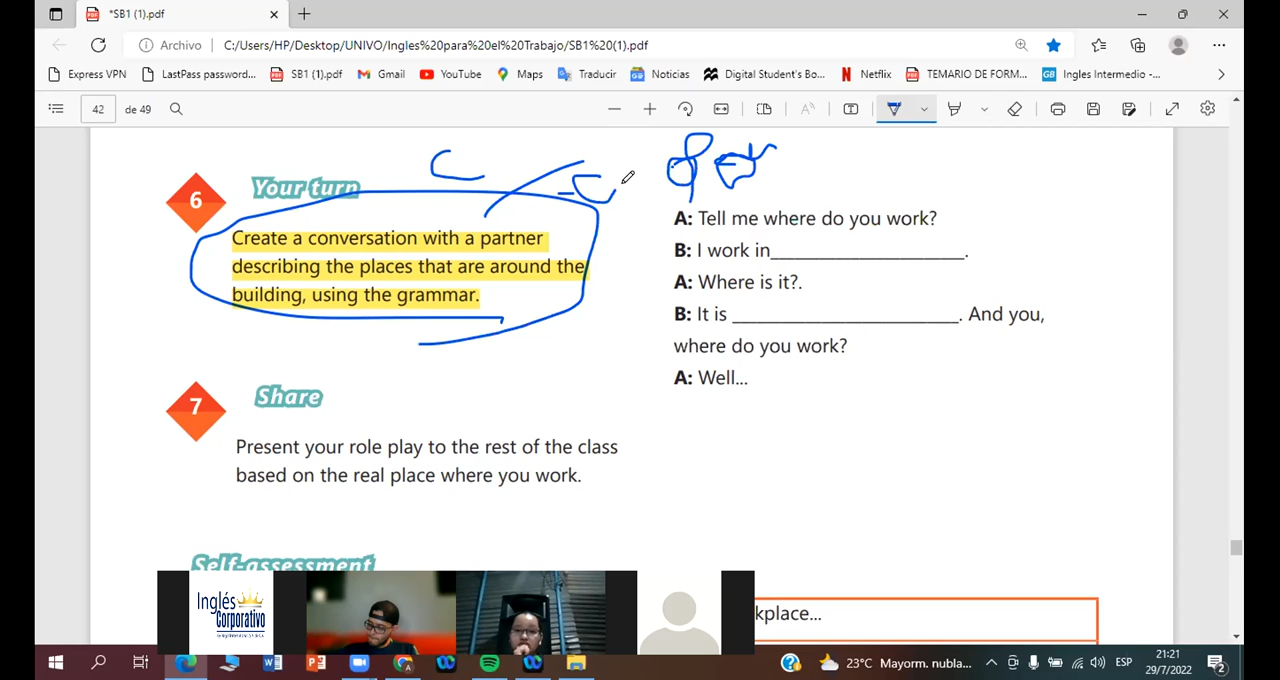 *SB1 (1).pdf
Archivo
C:/Users/HP/Desktop/UNIVO/Ingles%20para%20el%20Trabajo/SB1%20(1).pdf
Express VPN
LastPass password...
SB1 (1).pdf
Gmail
YouTube
Maps
Traducir
Noticias
Digital Student's Bo...
Netflix
TEMARIO DE FORM...
Ingles Intermedio -...
42
de 49
6
Your turn
Create a conversation with a partner
describing the places that are around the
building, using the grammar.
A: Tell me where do you work?
B: I work in____________________.
A: Where is it?.
B: It is ________________________. And you,
where do you work?
A: Well...
7
Share
Present your role play to the rest of the class
based on the real place where you work.
Self-assessment
kplace...
Inglés
Corporativo
23°C Mayorm. nubla...
ESP
21:21
29/7/2022
2